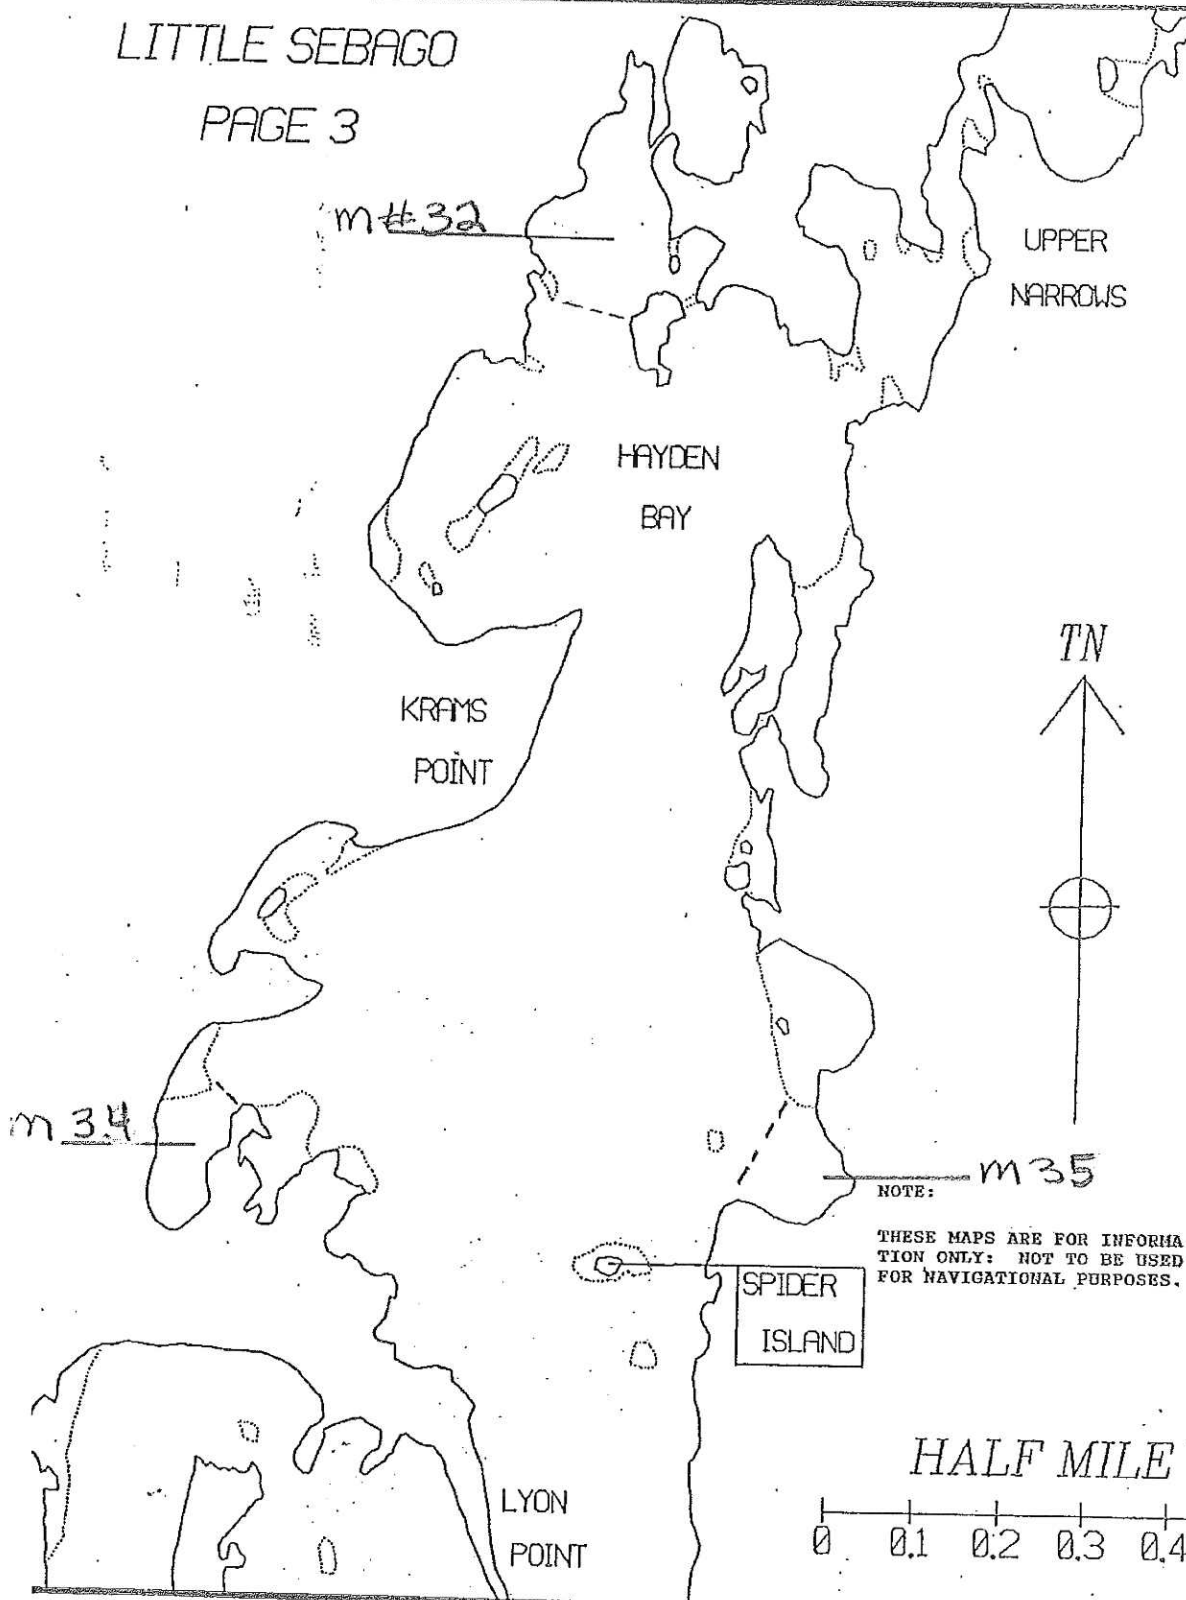 LITTLE SEBAGO
PAGE 3
m#32
UPPER
NARROWS
HAYDEN
BAY
TN
KRAMS
POINT
m 34
m 35
NOTE:
THESE MAPS ARE FOR INFORMA
TION ONLY: NOT TO BE USED
FOR NAVIGATIONAL PURPOSES.
SPIDER
ISLAND
HALF MILE
LYON
POINT
0 0.1 0.2 0.3 0.4